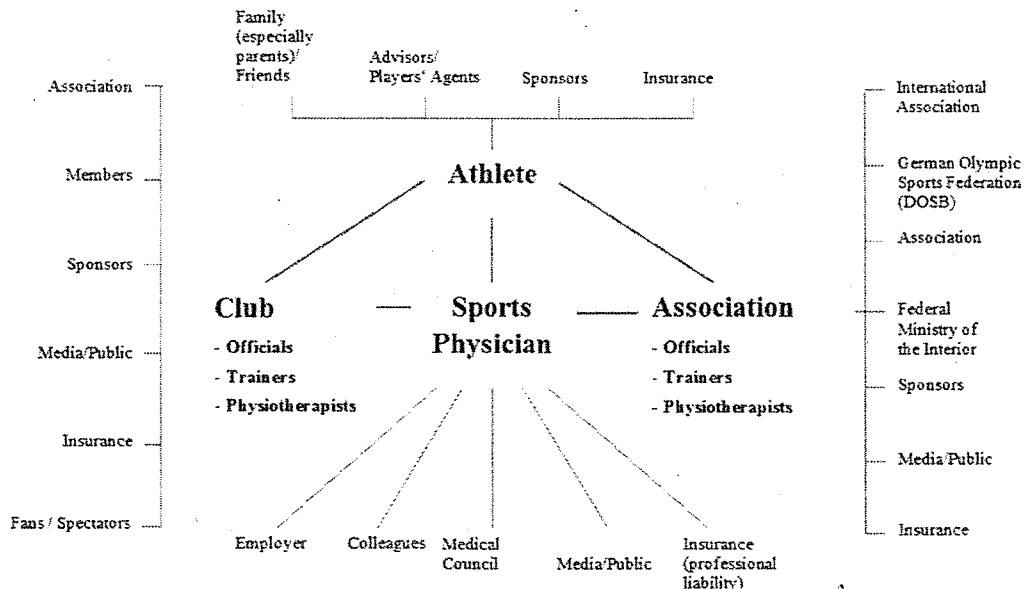 Family
(especially
parents)/
Friends
Advisors/
Players' Agents
Sponsors
Insurance
Association
Members
Sponsors
Media/Public
Insurance
Fans / Spectators
Athlete
Club
- Officials
- Trainers
- Physiotherapists
Sports
Physician
Association
- Officials
- Trainers
- Physiotherapists
International
Association
German Olympic
Sports Federation
(DOSB)
Association
Federal
Ministry of
the Interior
Sponsors
Media/Public
Insurance
Employer
Colleagues
Medical
Council
Media/Public
Insurance
(professional
liability)